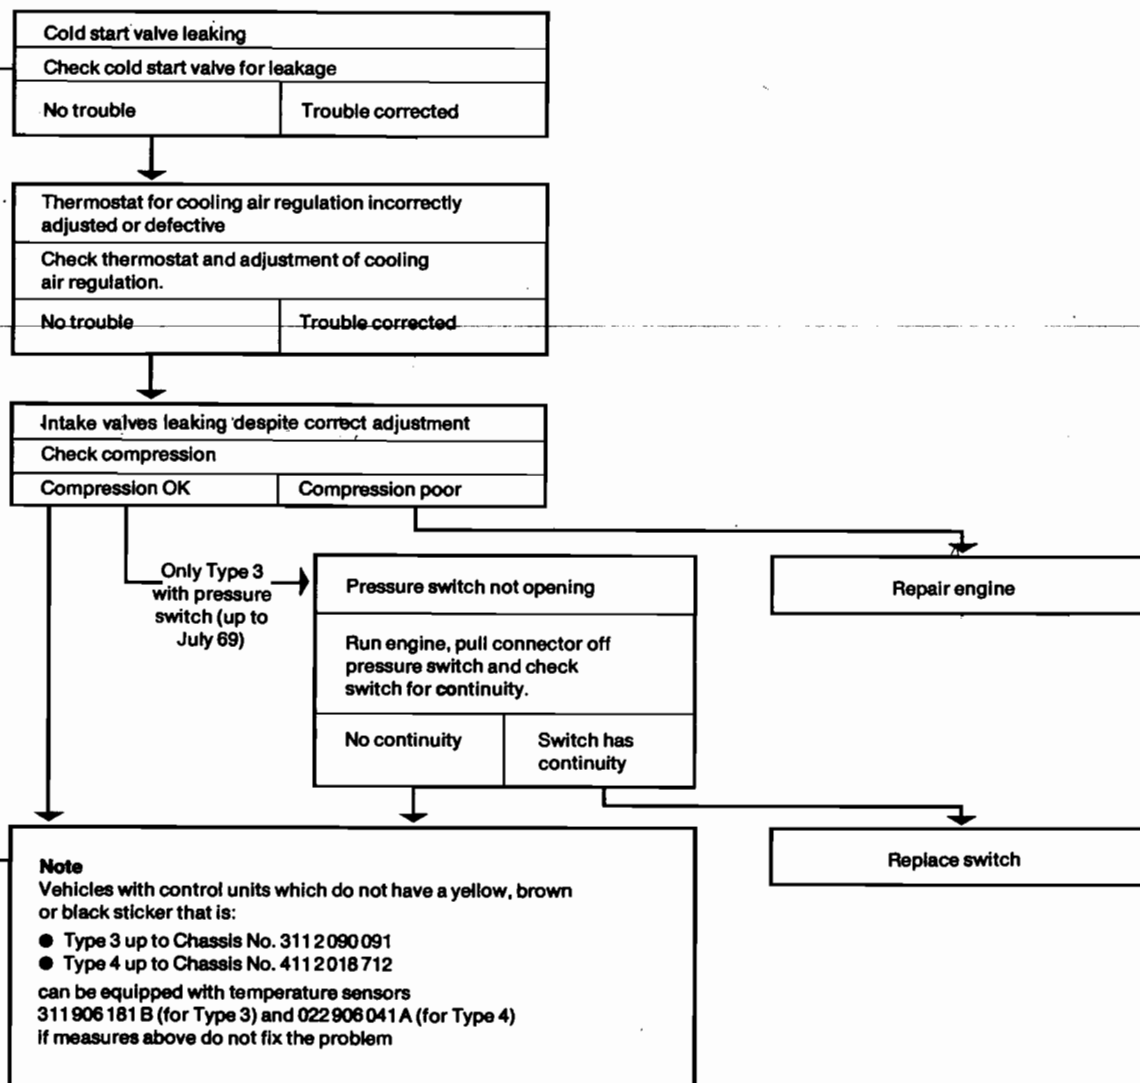 Cold start valve leaking
Check cold start valve for leakage
No trouble
Trouble corrected
Thermostat for cooling air regulation incorrectly
adjusted or defective
Check thermostat and adjustment of cooling
air regulation.
No trouble
Trouble corrected
Intake valves leaking despite correct adjustment
Check compression
Compression OK
Compression poor
Only Type 3
with pressure
switch (up to
July 69)
Pressure switch not opening
Run engine, pull connector off
pressure switch and check
switch for continuity.
No continuity
Switch has
continuity
Repair engine
Replace switch
Note
Vehicles with control units which do not have a yellow, brown
or black sticker that is:
● Type 3 up to Chassis No. 311 2 090 091
● Type 4 up to Chassis No. 411 2 018 712
can be equipped with temperature sensors
311 906 181 B (for Type 3) and 022 906 041 A (for Type 4)
if measures above do not fix the problem